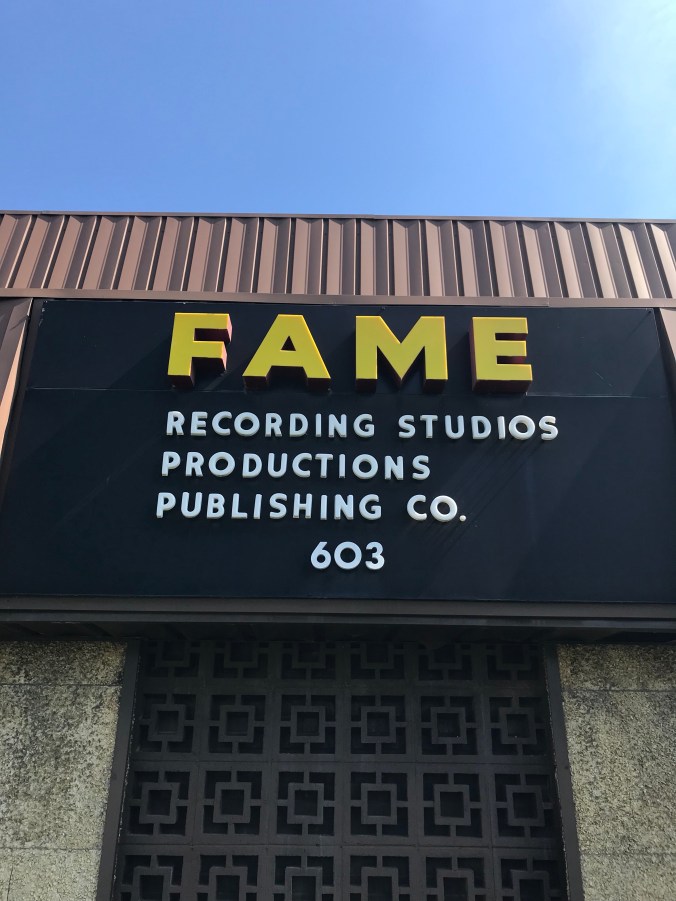 FAME
RECORDING STUDIOS
PRODUCTIONS
PUBLISHING CO.
603